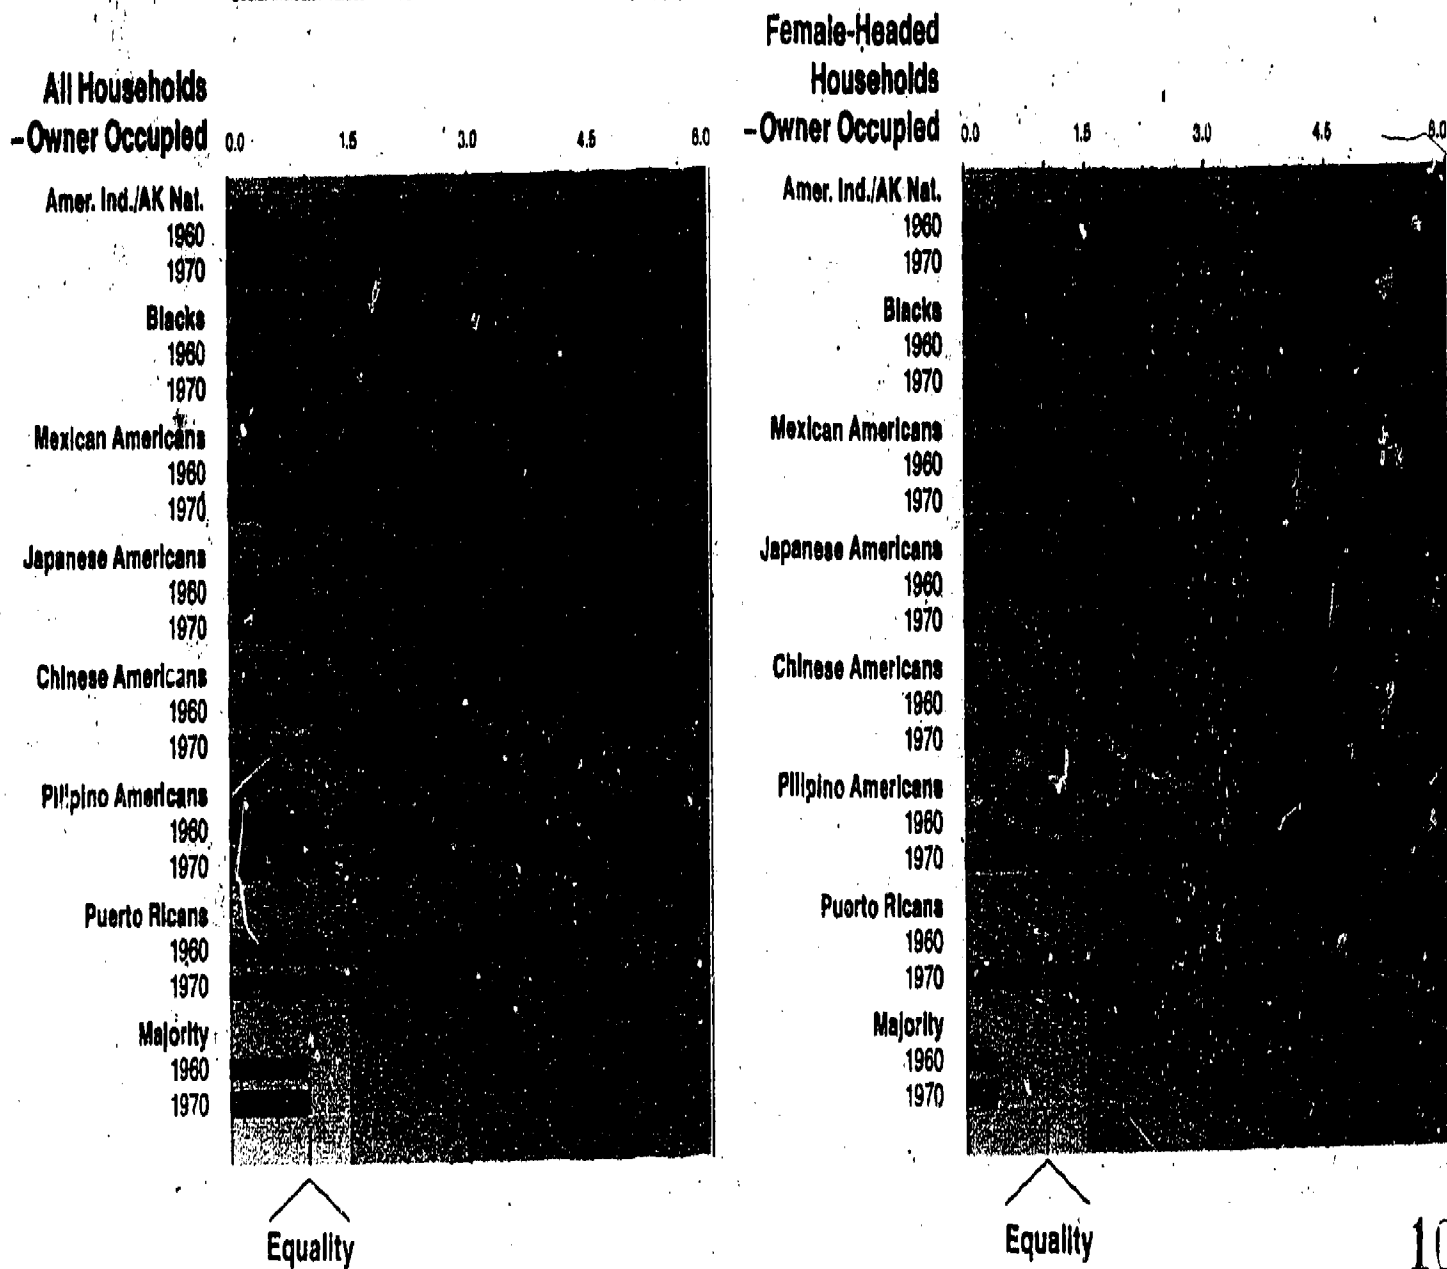 All Households
–Owner Occupied
0.0 1.5 3.0 4.5 6.0
Amer. Ind./AK Nat.
1960
1970
Blacks
1960
1970
Mexican Americans
1960
1970
Japanese Americans
1960
1970
Chinese Americans
1960
1970
Pilipino Americans
1960
1970
Puerto Ricans
1960
1970
Majority
1960
1970
Equality
Female-Headed
Households
–Owner Occupied
0.0 1.5 3.0 4.5 6.0
Amer. Ind./AK Nat.
1960
1970
Blacks
1960
1970
Mexican Americans
1960
1970
Japanese Americans
1960
1970
Chinese Americans
1960
1970
Pilipino Americans
1960
1970
Puerto Ricans
1960
1970
Majority
1960
1970
Equality